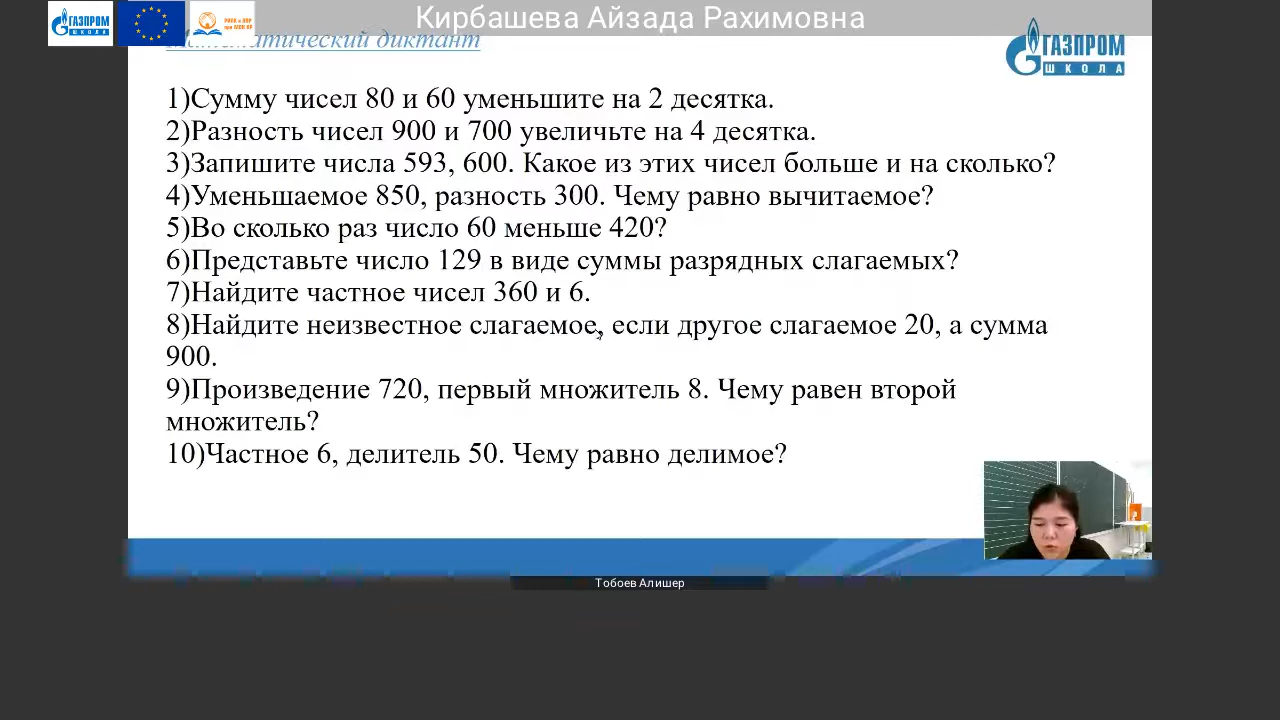 Кирбашева Айзада Рахимовна
ГАЗПРОМ
ШКОЛА
Математический диктант
ГАЗПРОМ
ШКОЛА
1)Сумму чисел 80 и 60 уменьшите на 2 десятка.
2)Разность чисел 900 и 700 увеличьте на 4 десятка.
3)Запишите числа 593, 600. Какое из этих чисел больше и на сколько?
4)Уменьшаемое 850, разность 300. Чему равно вычитаемое?
5)Во сколько раз число 60 меньше 420?
6)Представьте число 129 в виде суммы разрядных слагаемых?
7)Найдите частное чисел 360 и 6.
8)Найдите неизвестное слагаемое, если другое слагаемое 20, а сумма
900.
9)Произведение 720, первый множитель 8. Чему равен второй
множитель?
10)Частное 6, делитель 50. Чему равно делимое?
Тобоев Алишер